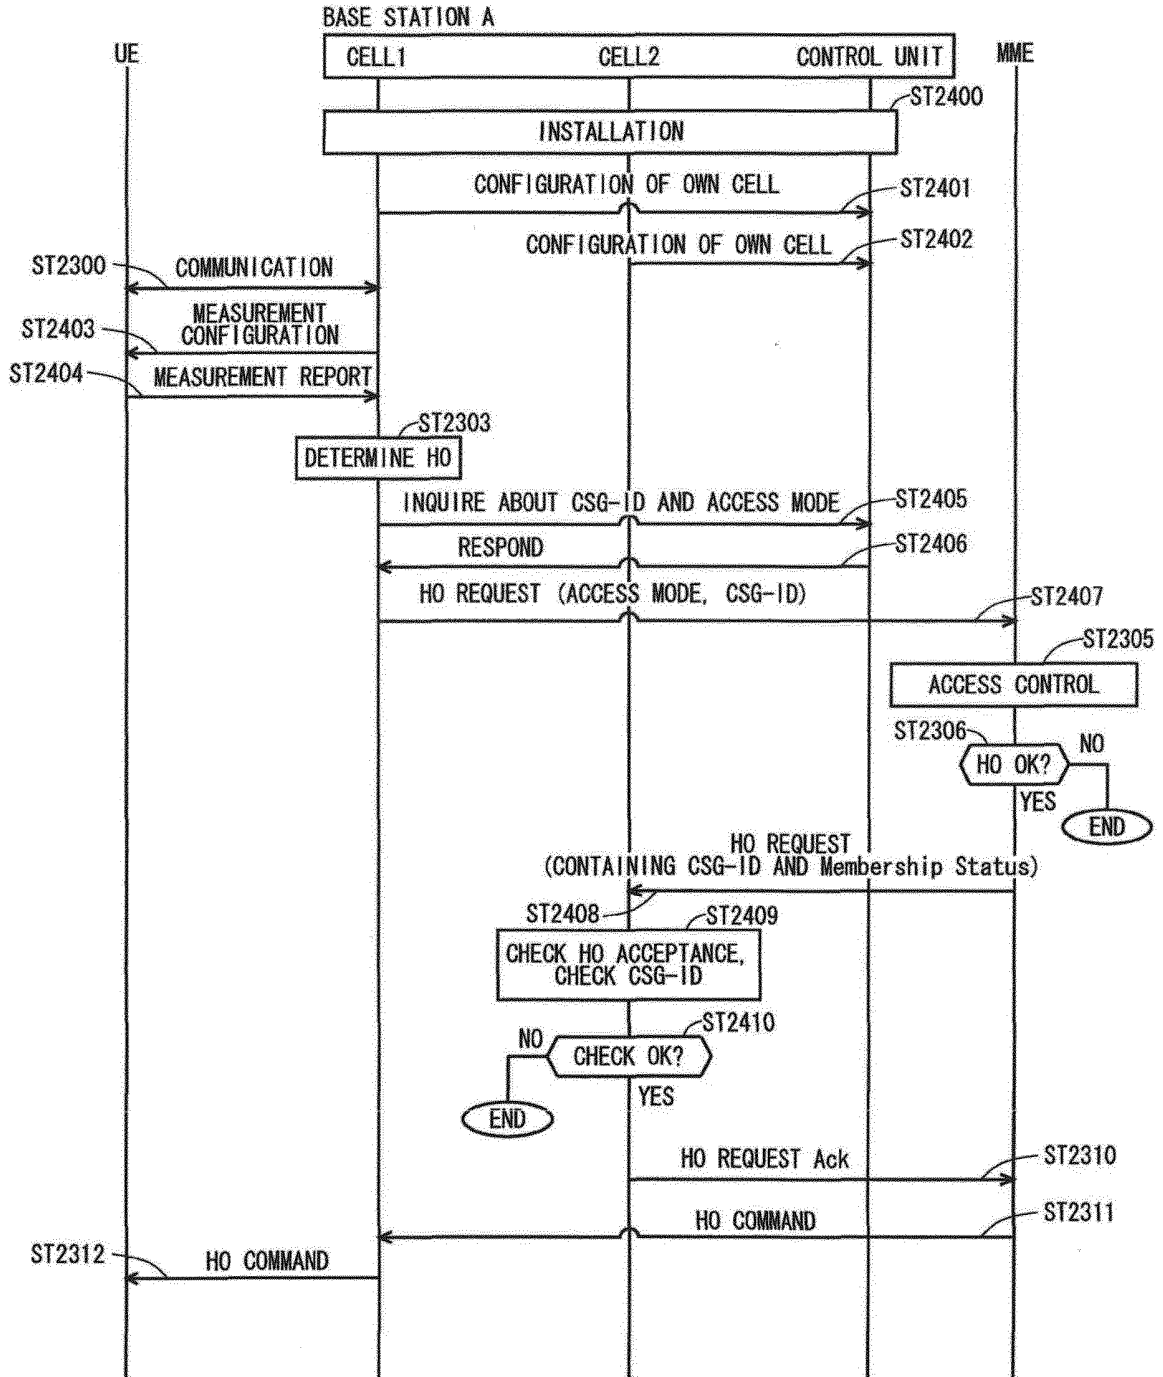 BASE STATION A
UE
CELL1
CELL2
CONTROL UNIT
MME
ST2400
INSTALLATION
CONFIGURATION OF OWN CELL
ST2401
CONFIGURATION OF OWN CELL
ST2402
ST2300
COMMUNICATION
MEASUREMENT
CONFIGURATION
ST2403
ST2404
MEASUREMENT REPORT
ST2303
DETERMINE HO
INQUIRE ABOUT CSG-ID AND ACCESS MODE
ST2405
RESPOND
ST2406
HO REQUEST (ACCESS MODE, CSG-ID)
ST2407
ST2305
ACCESS CONTROL
ST2306
HO OK?
NO
YES
END
HO REQUEST
(CONTAINING CSG-ID AND Membership Status)
ST2408
ST2409
CHECK HO ACCEPTANCE,
CHECK CSG-ID
ST2410
NO
CHECK OK?
YES
END
HO REQUEST Ack
ST2310
HO COMMAND
ST2311
ST2312
HO COMMAND